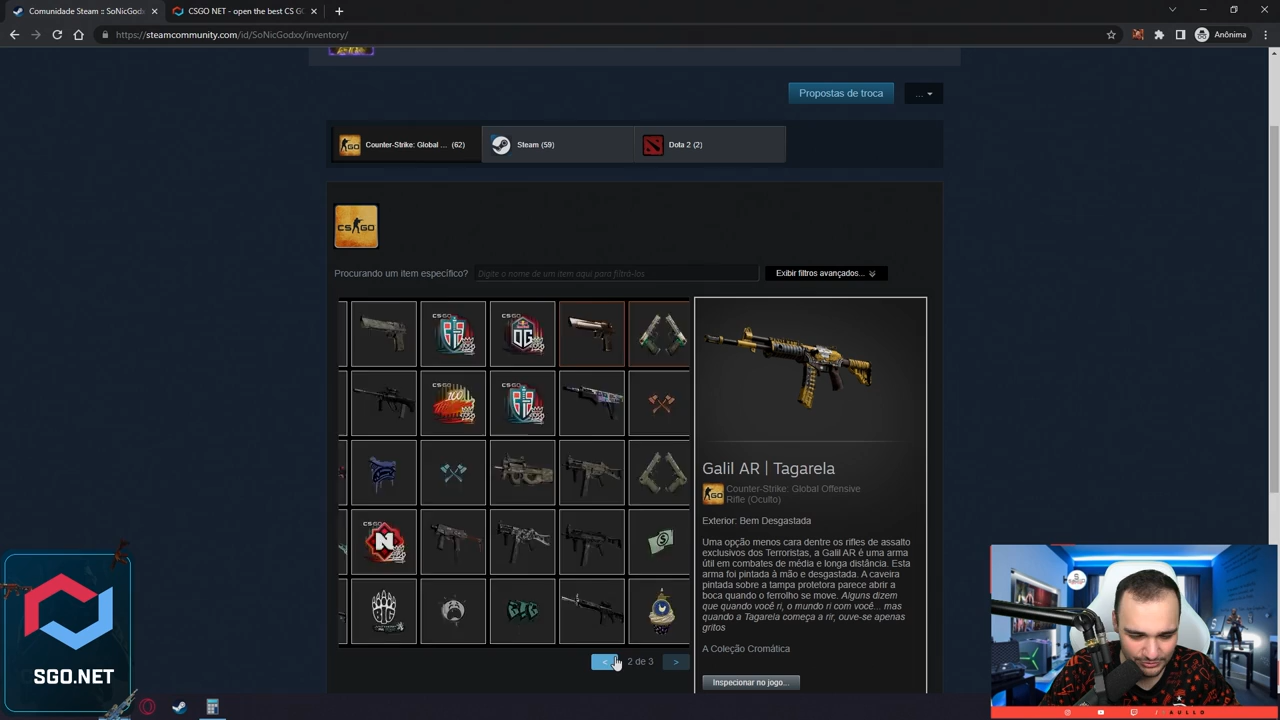 Comunidade Steam :: SoNicGodx
CSGO NET - open the best CS GO
https://steamcommunity.com/id/SoNicGodxx/inventory/
Anônima
Propostas de troca
...
Counter-Strike: Global ... (62)
Steam (59)
Dota 2 (2)
CS GO
Procurando um item específico?
Digite o nome de um item aqui para filtrá-los
Exibir filtros avançados...
Galil AR | Tagarela
Counter-Strike: Global Offensive
Rifle (Oculto)
Exterior: Bem Desgastada
Uma opção menos cara dentre os rifles de assalto
exclusivos dos Terroristas, a Galil AR é uma arma
útil em combates de média e longa distância. Esta
arma foi pintada à mão e desgastada. A caveira
pintada sobre a tampa protetora parece abrir a
boca quando o ferrolho se move. Alguns dizem
que quando você ri, o mundo ri com você... mas
quando a Tagarela começa a rir, ouve-se apenas
gritos
A Coleção Cromática
Inspecionar no jogo...
< 2 de 3 >
SGO.NET
/ A U L L O